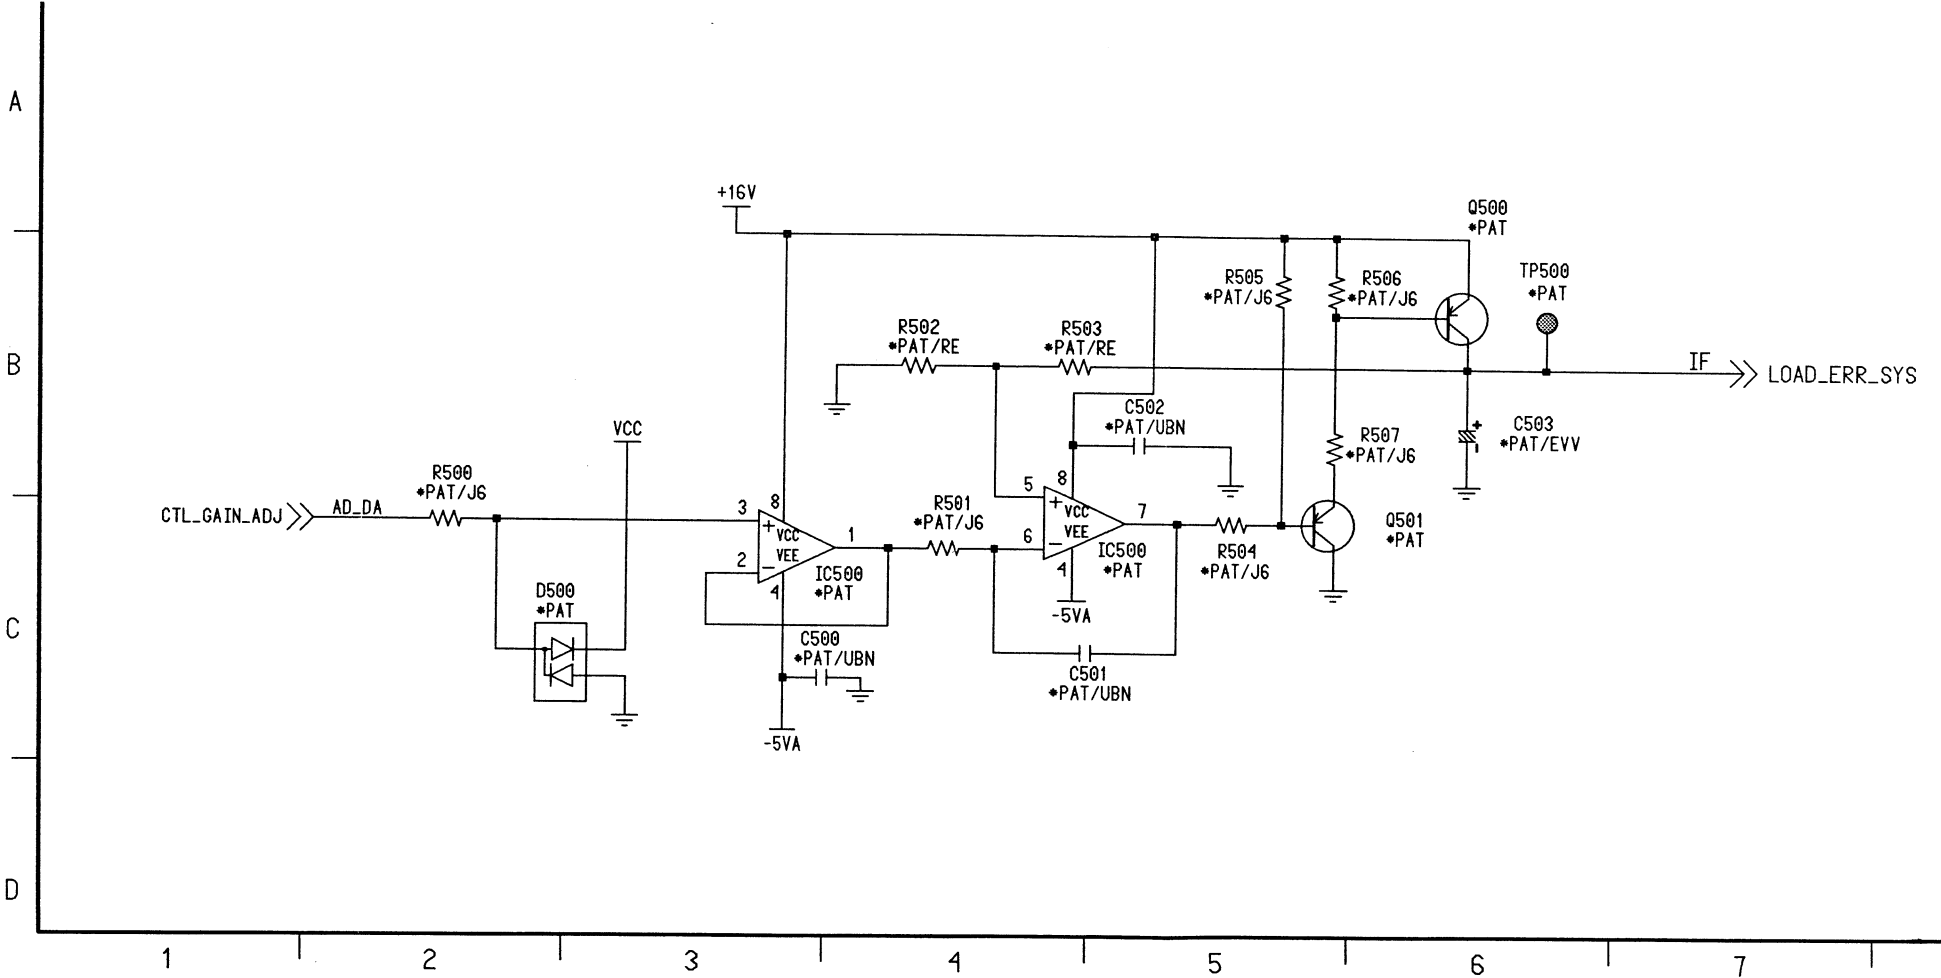 A
B
C
D
1
2
3
4
5
6
7
+16V
Q500
*PAT
TP500
*PAT
R505
*PAT/J6
R506
*PAT/J6
R502
*PAT/RE
R503
*PAT/RE
IF
LOAD_ERR_SYS
C502
*PAT/UBN
C503
*PAT/EVV
+
-
VCC
R507
*PAT/J6
R500
*PAT/J6
CTL_GAIN_ADJ
AD_DA
3
8
+
VCC
VEE
2
-
4
1
IC500
*PAT
R501
*PAT/J6
5
8
+
VCC
VEE
6
-
4
7
IC500
*PAT
-5VA
R504
*PAT/J6
Q501
*PAT
D500
*PAT
C500
*PAT/UBN
C501
*PAT/UBN
-5VA